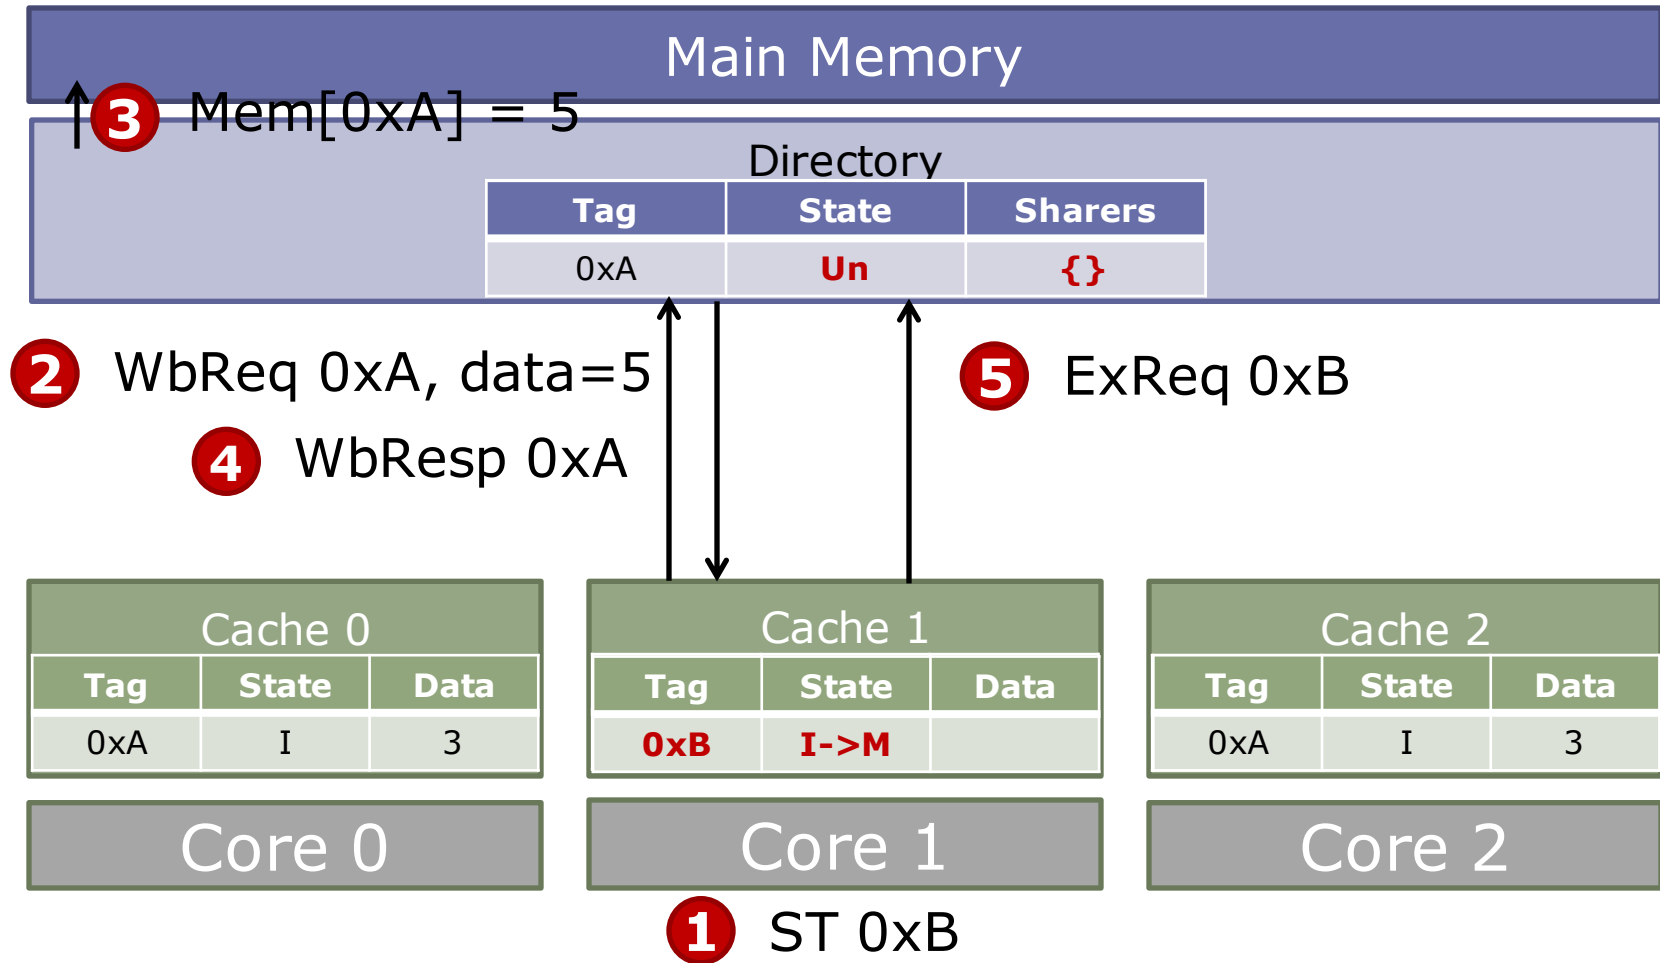 Main Memory
3 Mem[0xA] = 5
Directory
Tag State Sharers
0xA Un {}
2 WbReq 0xA, data=5
5 ExReq 0xB
4 WbResp 0xA
Cache 0
Tag State Data
0xA I 3
Cache 1
Tag State Data
0xB I->M
Cache 2
Tag State Data
0xA I 3
Core 0
Core 1
Core 2
1 ST 0xB